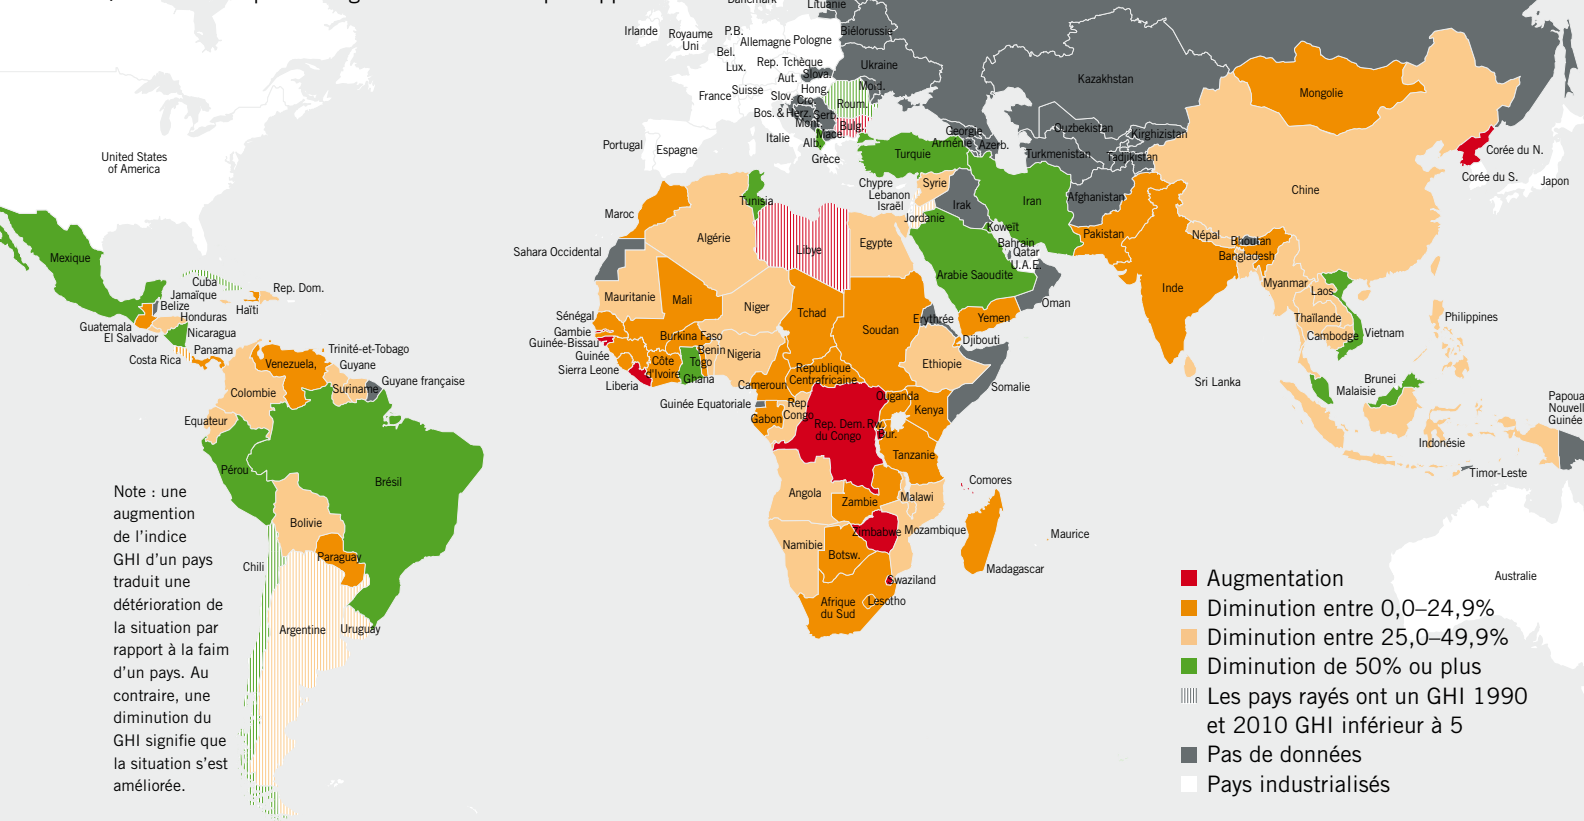 Danemark
Lituanie
Irlande
Royaume
Uni
P.B.
Allemagne
Pologne
Biélorussia
Bel.
Lux.
Rep. Tchèque
Ukraine
Aut.
Slova.
Kazakhstan
Mongolie
France
Suisse
Slov.
Hong.
Cro.
Mold.
Roum.
Bos. & Herz.
Serb.
Mont.
Bulg.
Mace.
Italie
Alb.
Grèce
Portugal
Espagne
Georgie
Arménie
Azerb.
Ouzbekistan
Kirghizistan
Turkmenistan
Tadjikistan
Turquie
Corée du N.
Corée du S.
Japon
United States
of America
Chypre
Lebanon
Israël
Syrie
Jordanie
Irak
Iran
Afghanistan
Chine
Tunisia
Maroc
Algérie
Libye
Egypte
Koweït
Bahrain
Qatar
U.A.E.
Pakistan
Népal
Bhoutan
Bangladesh
Sahara Occidental
Mexique
Arabie Saoudite
Oman
Inde
Myanmar
Laos
Cuba
Jamaïque
Belize
Haïti
Rep. Dom.
Honduras
Guatemala
El Salvador
Nicaragua
Costa Rica
Panama
Mauritanie
Mali
Niger
Tchad
Soudan
Erythrée
Yemen
Djibouti
Thaïlande
Cambodge
Vietnam
Philippines
Sénégal
Gambie
Guinée-Bissau
Guinée
Sierra Leone
Liberia
Burkina Faso
Benin
Côte
d'Ivoire
Togo
Ghana
Nigeria
Ethiopie
Somalie
Sri Lanka
Brunei
Malaisie
Venezuela,
Trinité-et-Tobago
Guyane
Suriname
Guyane française
Colombie
Equateur
Cameroun
Republique
Centrafricaine
Guinée Equatoriale
Gabon
Rep.
Congo
Rep. Dem.
du Congo
Rw.
Bur.
Ouganda
Kenya
Tanzanie
Indonésie
Timor-Leste
Papoua
Nouvell
Guinée
Pérou
Brésil
Bolivie
Paraguay
Chili
Argentine
Uruguay
Angola
Zambie
Malawi
Comores
Zimbabwe
Mozambique
Maurice
Namibie
Botsw.
Madagascar
Swaziland
Lesotho
Afrique
du Sud
Australie
Note : une
augmentation
de l'indice
GHI d'un pays
traduit une
détérioration de
la situation par
rapport à la faim
d'un pays. Au
contraire, une
diminution du
GHI signifie que
la situation s'est
améliorée.
Augmentation
Diminution entre 0,0–24,9%
Diminution entre 25,0–49,9%
Diminution de 50% ou plus
Les pays rayés ont un GHI 1990
et 2010 GHI inférieur à 5
Pas de données
Pays industrialisés